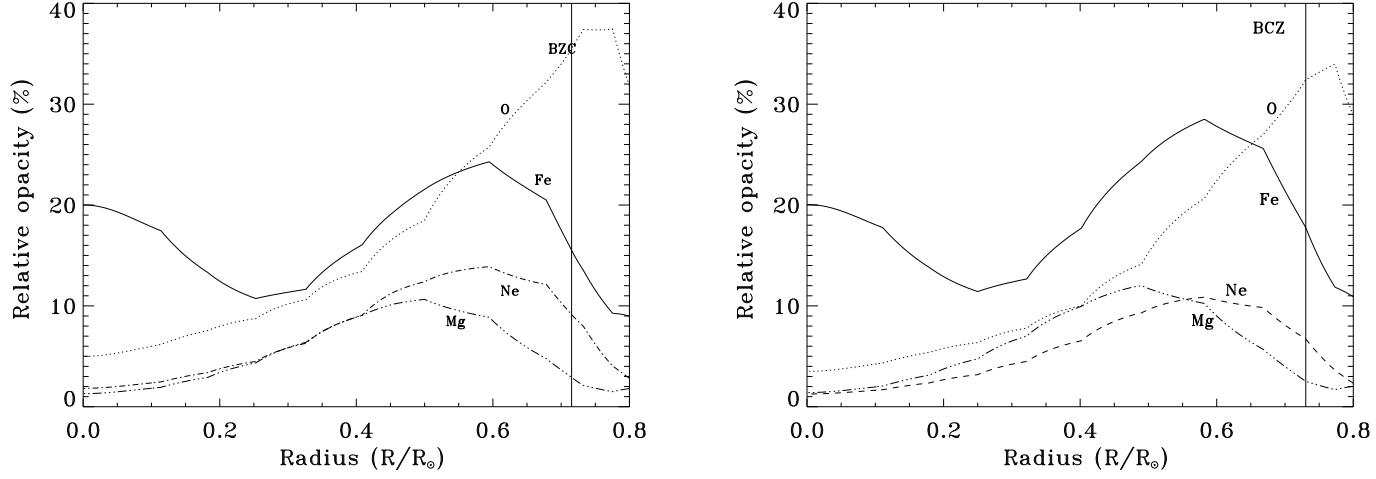 40
30
20
10
0
0.0 0.2 0.4 0.6 0.8
Relative opacity (%)
Radius (R/R☉)
BZC
O
Fe
Ne
Mg
40
30
20
10
0
0.0 0.2 0.4 0.6 0.8
Relative opacity (%)
Radius (R/R☉)
BCZ
O
Fe
Ne
Mg